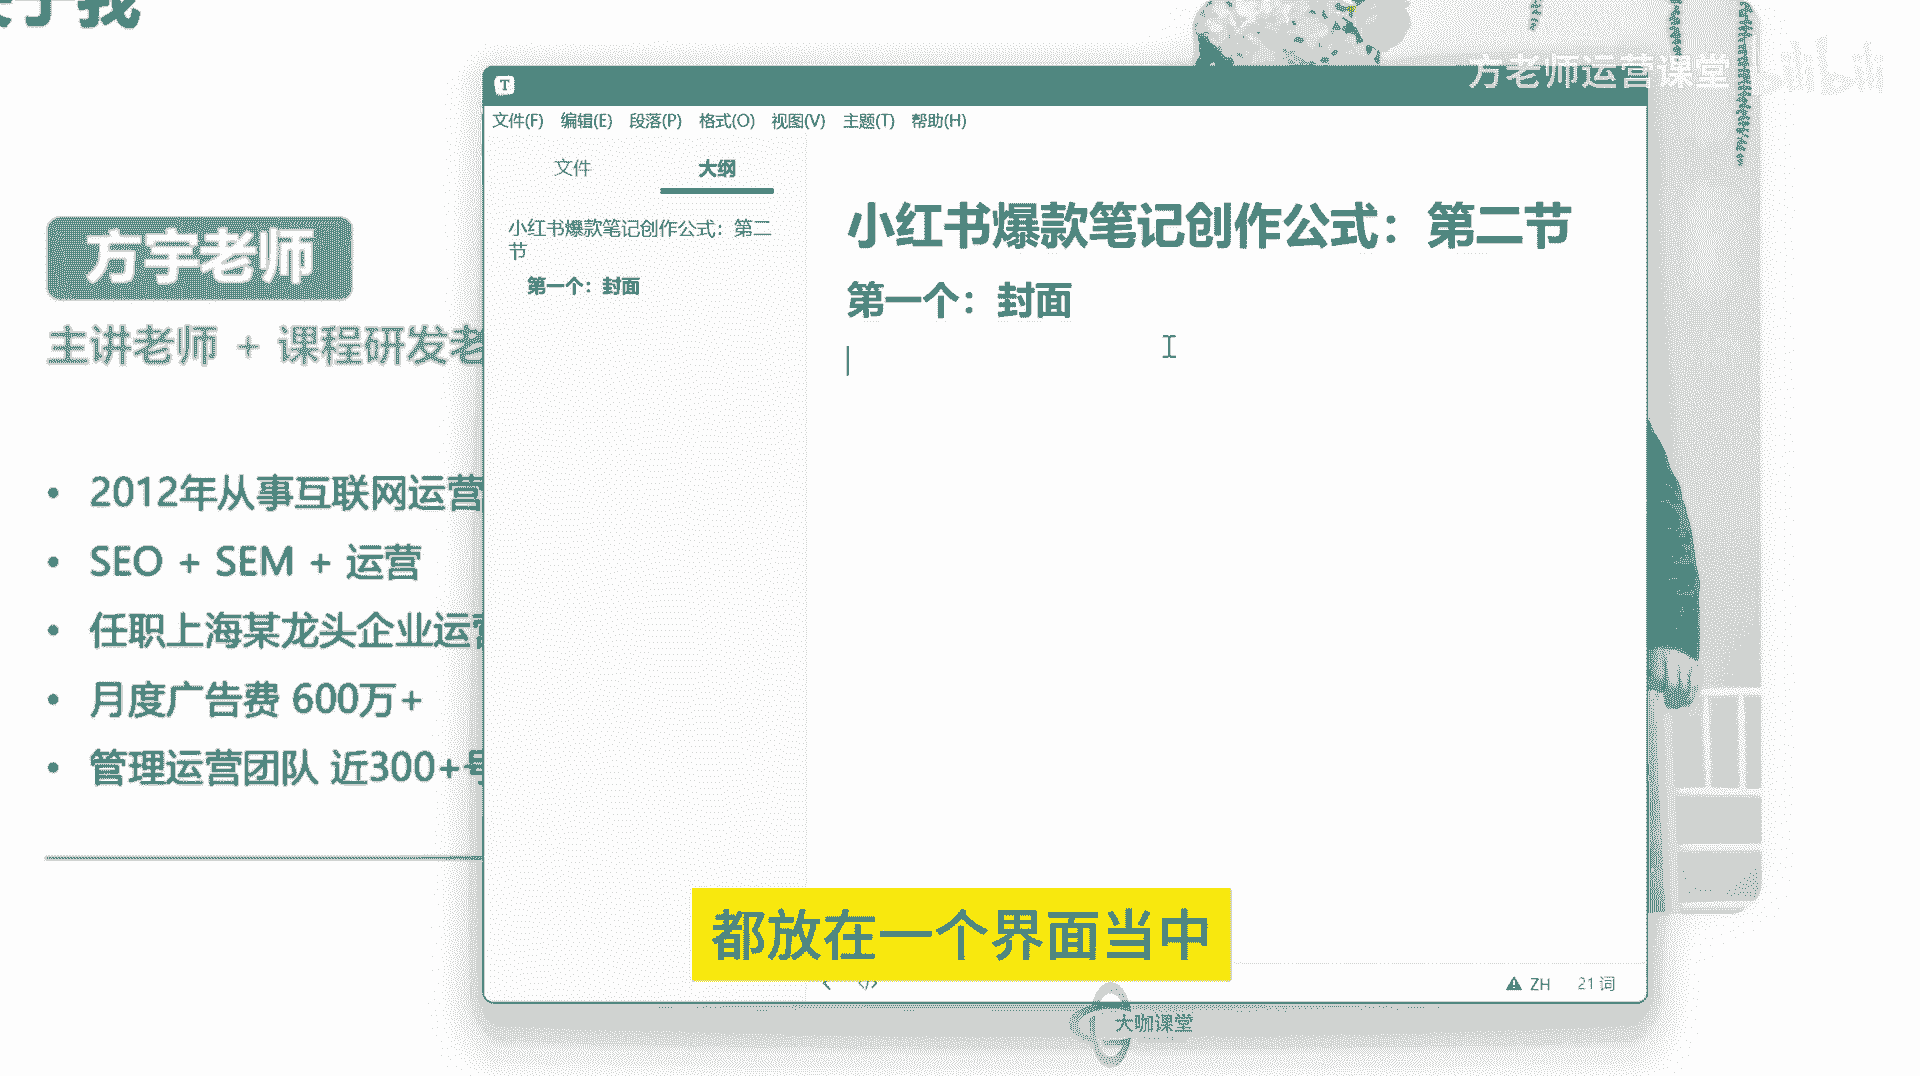 方老师运营课堂
bilibili
T
文件(F) 编辑(E) 段落(P) 格式(O) 视图(V) 主题(T) 帮助(H)
文件 大纲
小红书爆款笔记创作公式：第二
节
第一个：封面
小红书爆款笔记创作公式：第二节
第一个：封面
方宇老师
主讲老师 + 课程研发老
• 2012年从事互联网运营
• SEO + SEM + 运营
• 任职上海某龙头企业运
• 月度广告费 600万+
• 管理运营团队 近300+
都放在一个界面当中
ZH 21 词
大咖课堂